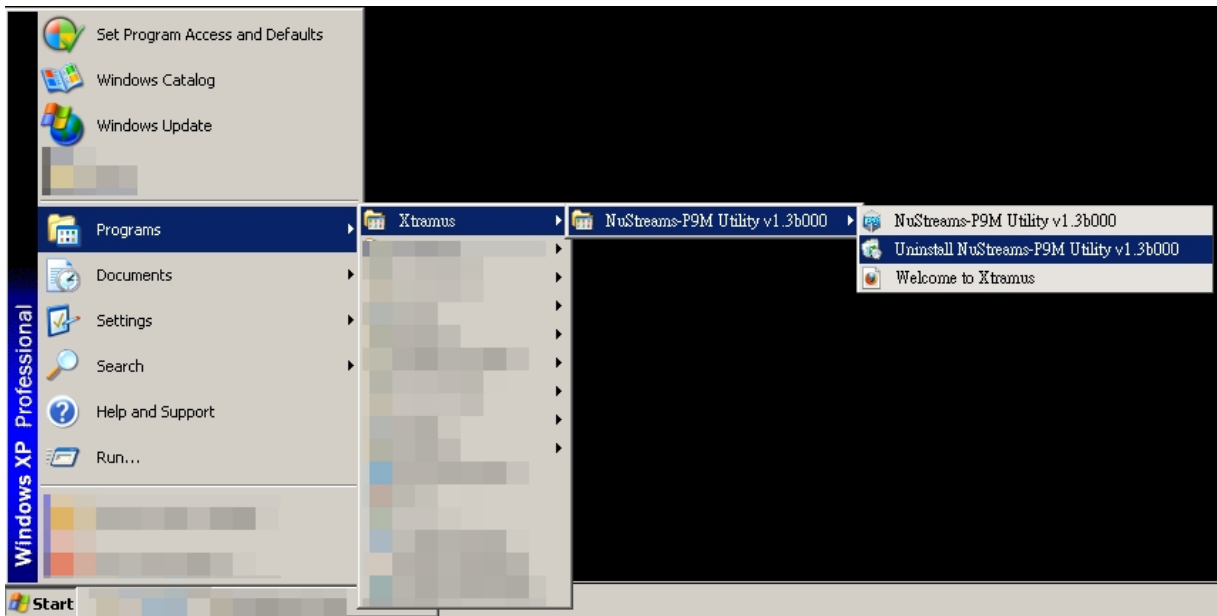 Set Program Access and Defaults
Windows Catalog
Windows Update
Programs
Documents
Settings
Search
Help and Support
Run...
Windows XP Professional
Start
Xtramus
NuStreams-P9M Utility v1.3b000
NuStreams-P9M Utility v1.3b000
Uninstall NuStreams-P9M Utility v1.3b000
Welcome to Xtramus